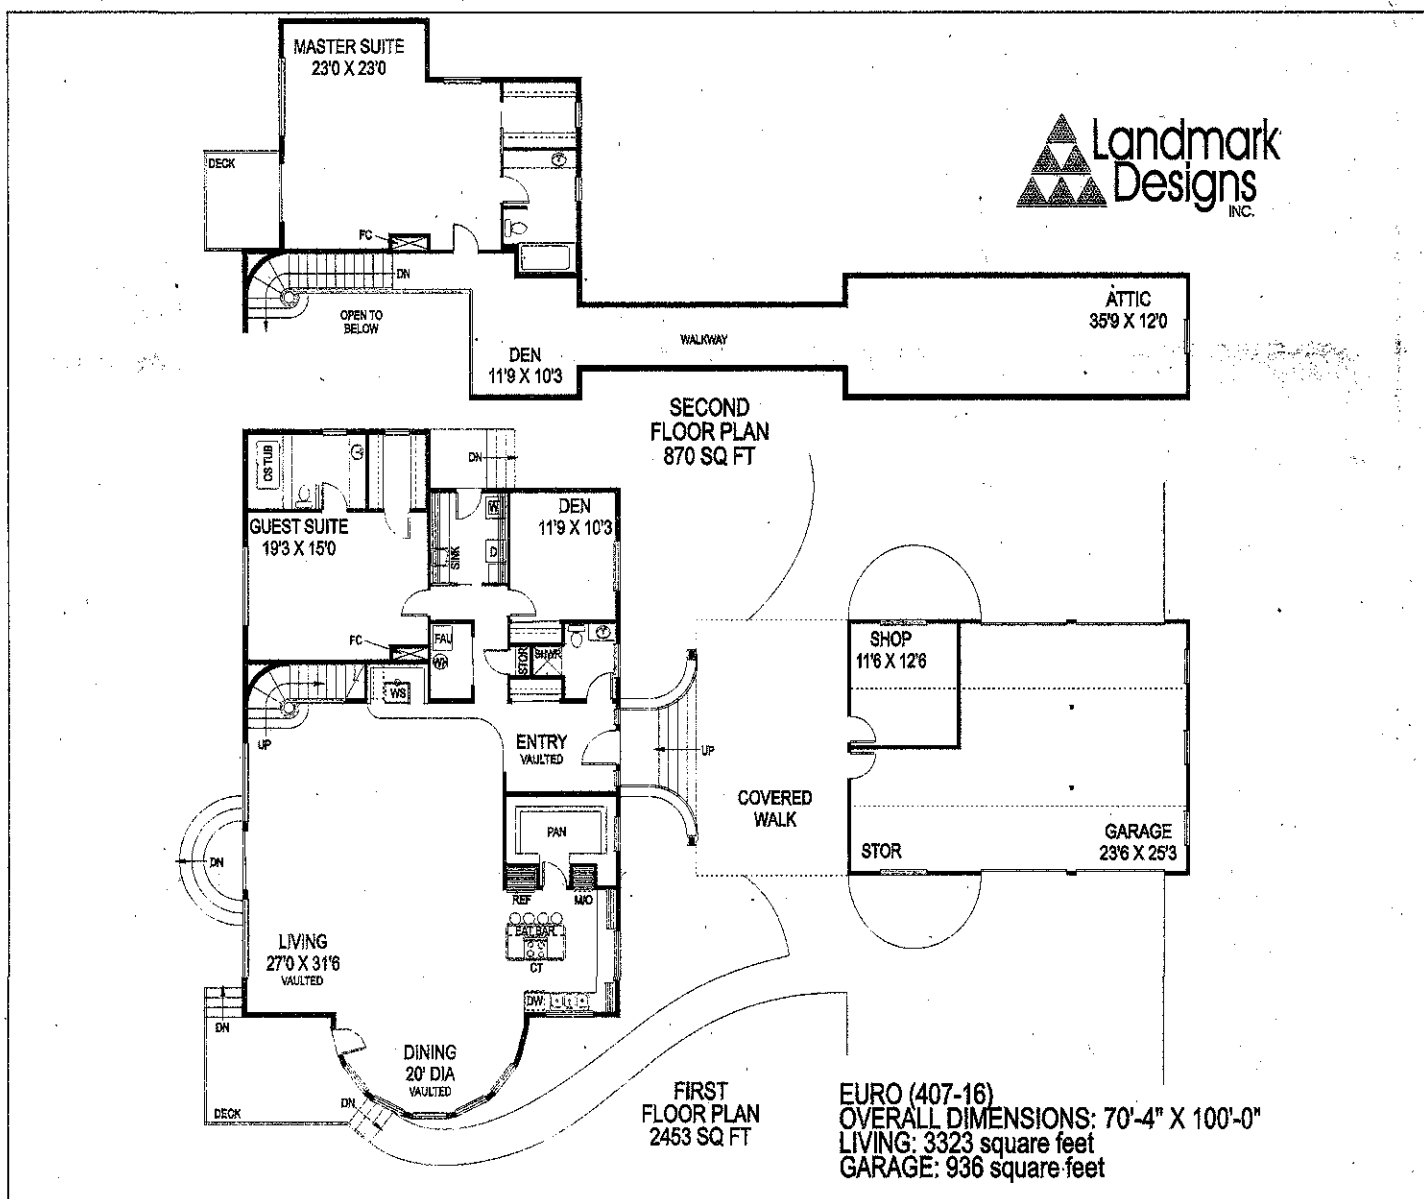 MASTER SUITE
23'0 X 23'0
DECK
FC
DN
OPEN TO
BELOW
DEN
11'9 X 10'3
WALKWAY
ATTIC
35'9 X 12'0
Landmark
Designs
INC.
SECOND
FLOOR PLAN
870 SQ FT
OS TUB
DN
GUEST SUITE
19'3 X 15'0
W
D
SINK
DEN
11'9 X 10'3
FC
FAU
WH
STOR
SHWR
WS
UP
ENTRY
VAULTED
UP
COVERED
WALK
SHOP
11'6 X 12'6
STOR
GARAGE
23'6 X 25'3
PAN
REF
M/O
EAT BAR
CT
DW
DN
LIVING
27'0 X 31'6
VAULTED
DN
DINING
20' DIA
VAULTED
DN
DECK
FIRST
FLOOR PLAN
2453 SQ FT
EURO (407-16)
OVERALL DIMENSIONS: 70'-4" X 100'-0"
LIVING: 3323 square feet
GARAGE: 936 square feet